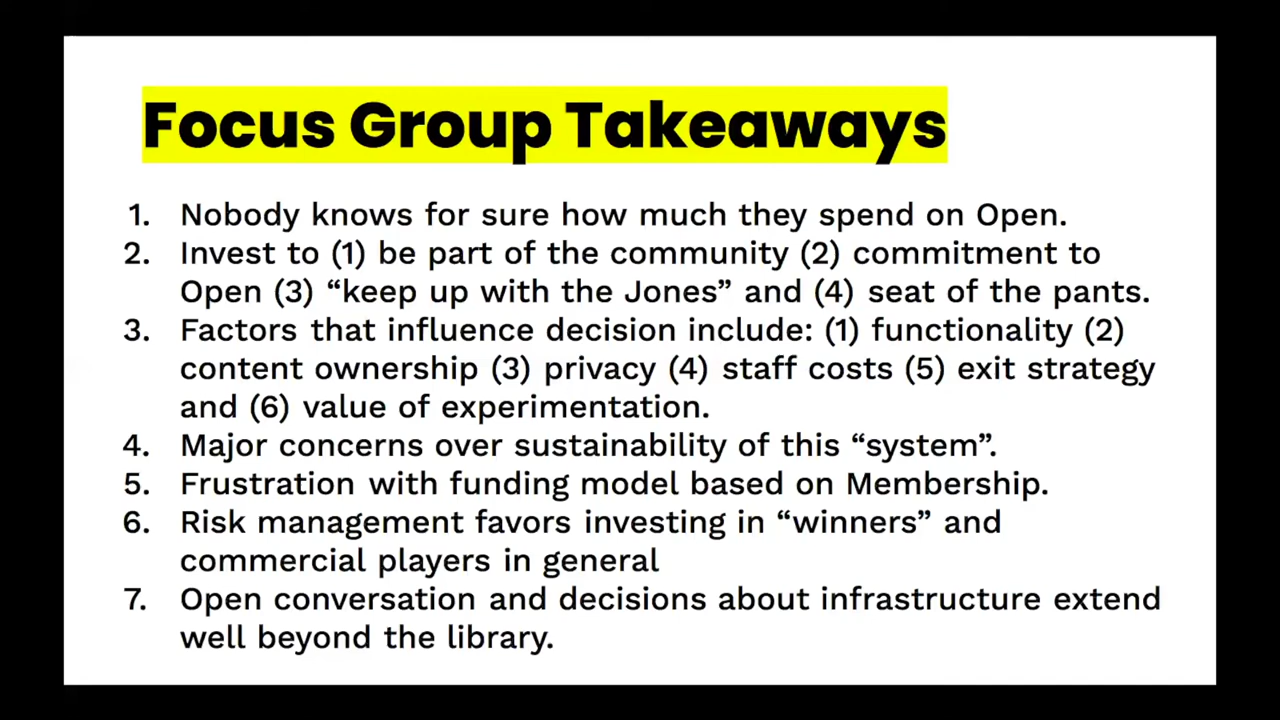 Focus Group Takeaways
1. Nobody knows for sure how much they spend on Open.
2. Invest to (1) be part of the community (2) commitment to
Open (3) “keep up with the Jones” and (4) seat of the pants.
3. Factors that influence decision include: (1) functionality (2)
content ownership (3) privacy (4) staff costs (5) exit strategy
and (6) value of experimentation.
4. Major concerns over sustainability of this “system”.
5. Frustration with funding model based on Membership.
6. Risk management favors investing in “winners” and
commercial players in general
7. Open conversation and decisions about infrastructure extend
well beyond the library.